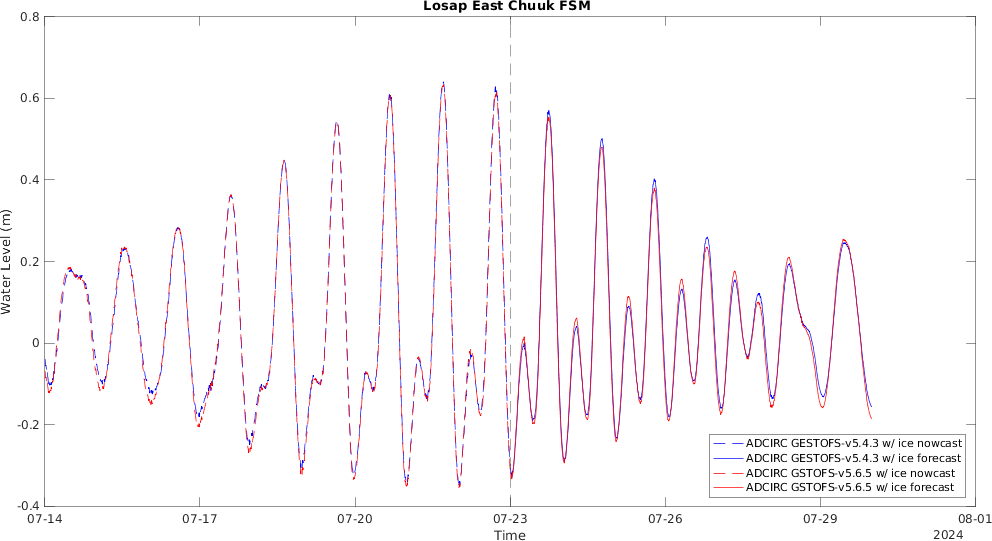 Losap East Chuuk FSM
0.8
0.6
0.4
0.2
0
-0.2
-0.4
Water Level (m)
07-14 07-17 07-20 07-23 07-26 07-29 08-01
Time
2024
ADCIRC GESTOFS-v5.4.3 w/ ice nowcast
ADCIRC GESTOFS-v5.4.3 w/ ice forecast
ADCIRC GSTOFS-v5.6.5 w/ ice nowcast
ADCIRC GSTOFS-v5.6.5 w/ ice forecast